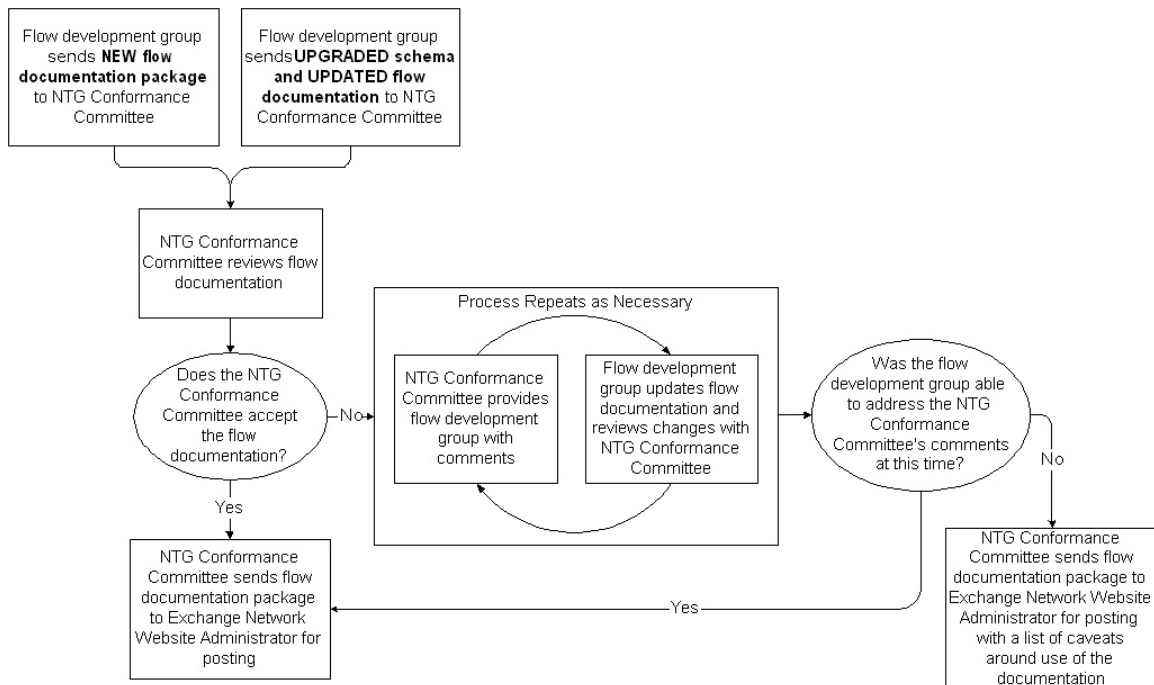 Flow development group
sends NEW flow
documentation package
to NTG Conformance
Committee
Flow development group
sendsUPGRADED schema
and UPDATED flow
documentation to NTG
Conformance Committee
NTG Conformance
Committee reviews flow
documentation
Does the NTG
Conformance
Committee accept
the flow
documentation?
No
Yes
Process Repeats as Necessary
NTG Conformance
Committee provides
flow development
group with
comments
Flow development
group updates flow
documentation and
reviews changes with
NTG Conformance
Committee
Was the flow
development group able
to address the NTG
Conformance
Committee's comments
at this time?
No
Yes
NTG Conformance
Committee sends flow
documentation package
to Exchange Network
Website Administrator for
posting
NTG Conformance
Committee sends flow
documentation package to
Exchange Network Website
Administrator for posting
with a list of caveats
around use of the
documentation